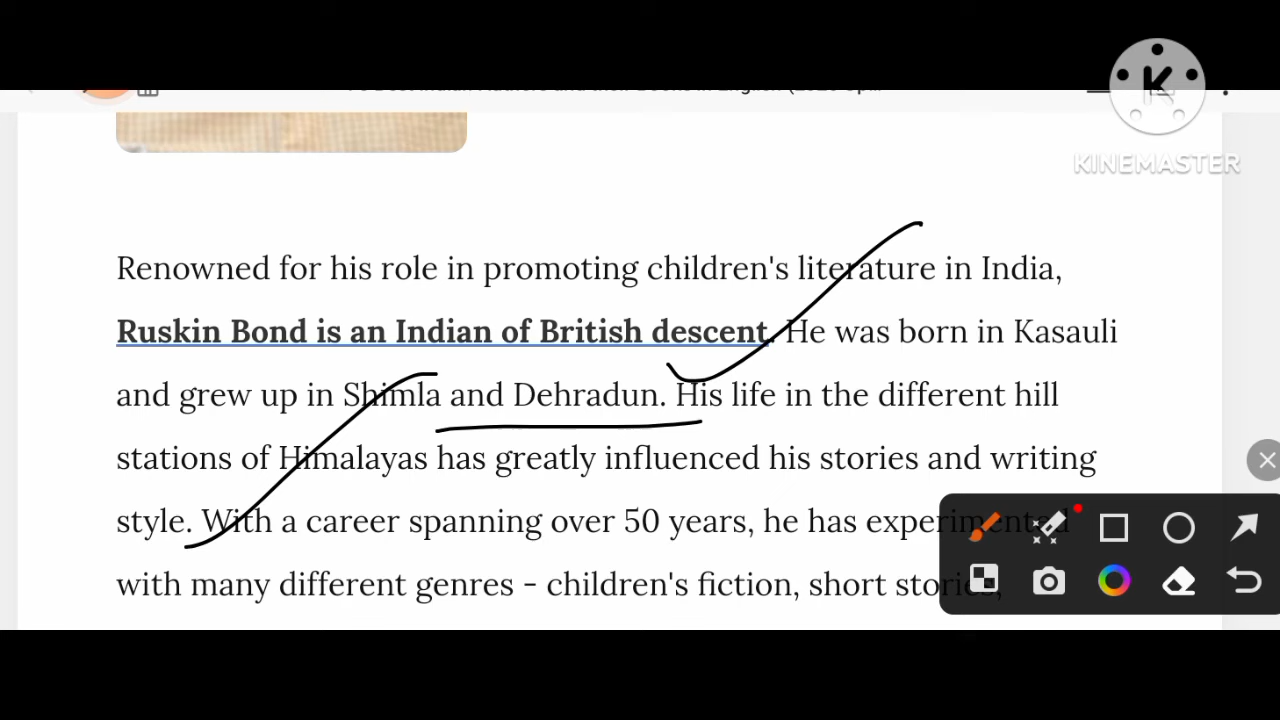 KINEMASTER
Renowned for his role in promoting children's literature in India,
Ruskin Bond is an Indian of British descent. He was born in Kasauli
and grew up in Shimla and Dehradun. His life in the different hill
stations of Himalayas has greatly influenced his stories and writing
style. With a career spanning over 50 years, he has experimented
with many different genres - children's fiction, short stories,